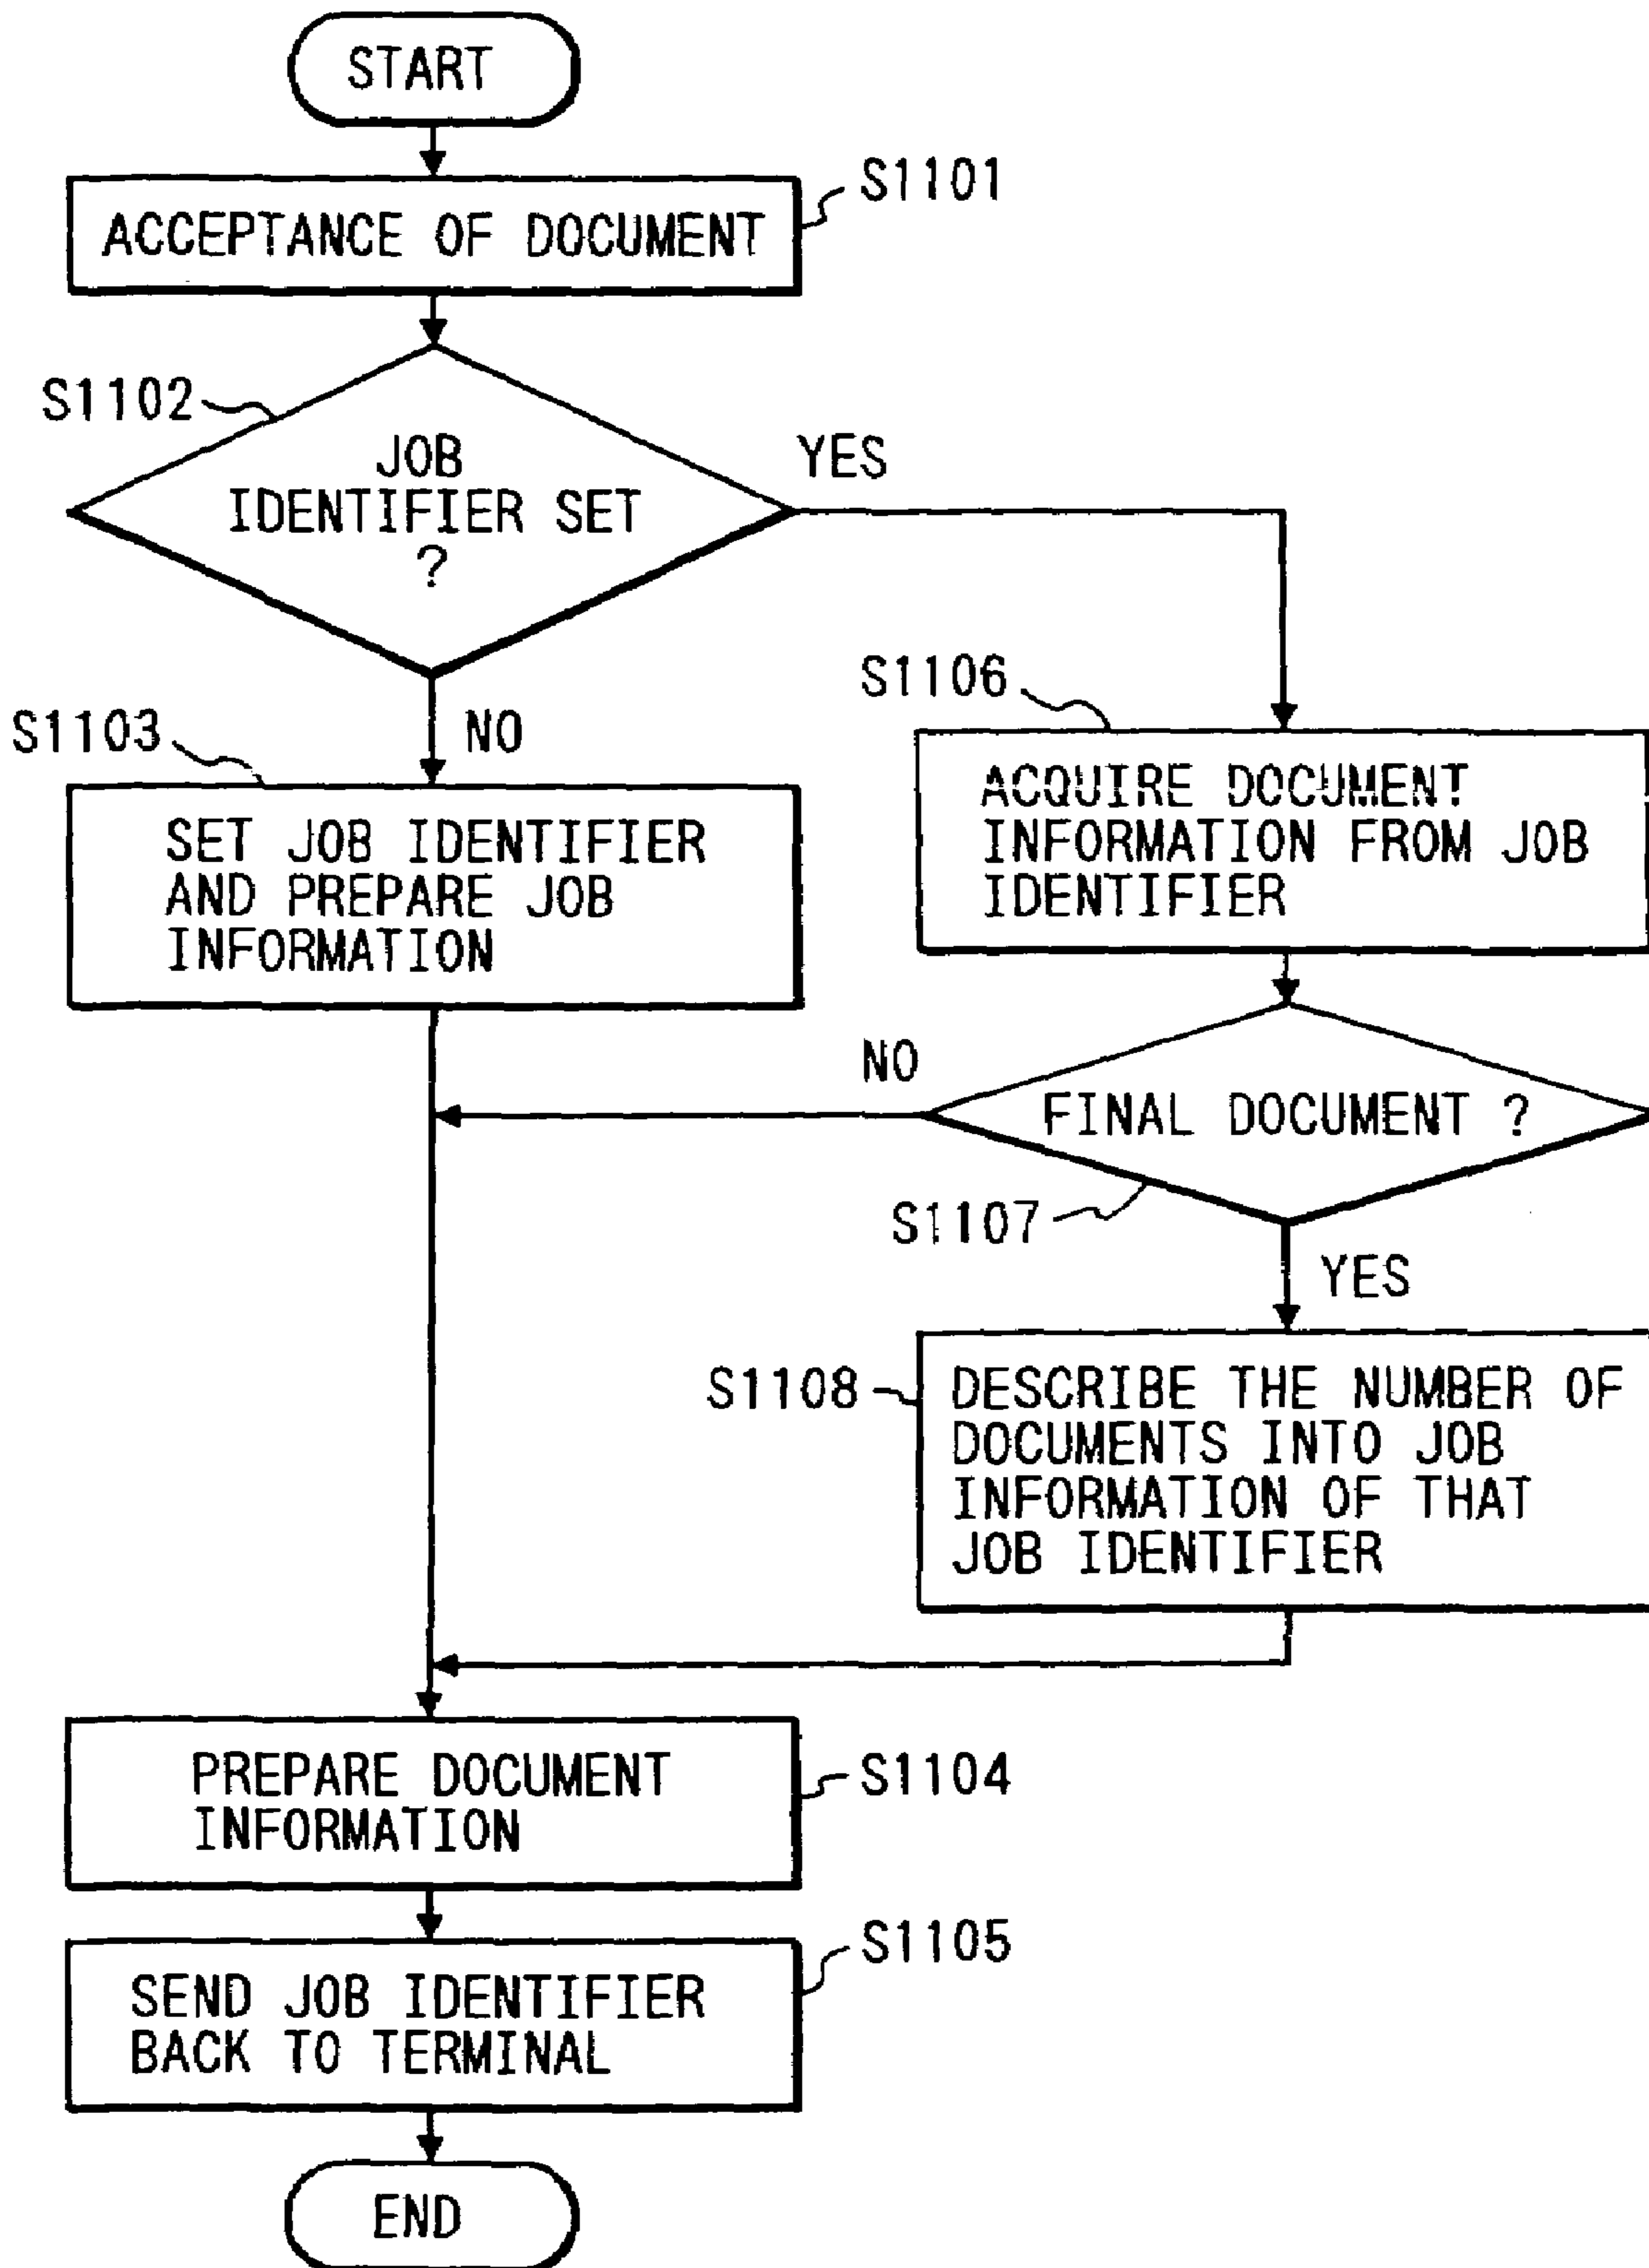 START
S1101
ACCEPTANCE OF DOCUMENT
S1102
JOB
IDENTIFIER SET
?
YES
NO
S1103
SET JOB IDENTIFIER
AND PREPARE JOB
INFORMATION
S1106
ACQUIRE DOCUMENT
INFORMATION FROM JOB
IDENTIFIER
NO
FINAL DOCUMENT ?
S1107
YES
S1108
DESCRIBE THE NUMBER OF
DOCUMENTS INTO JOB
INFORMATION OF THAT
JOB IDENTIFIER
PREPARE DOCUMENT
INFORMATION
S1104
S1105
SEND JOB IDENTIFIER
BACK TO TERMINAL
END